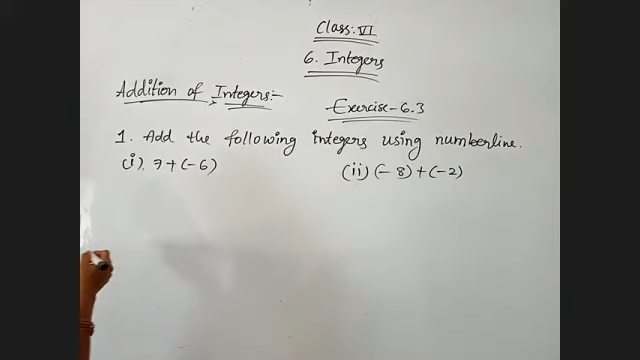 Class: VI
6. Integers
Addition of Integers:-
Exercise-6.3
1. Add the following integers using numberline.
(i). 7+(-6)
(ii) (-8)+(-2)